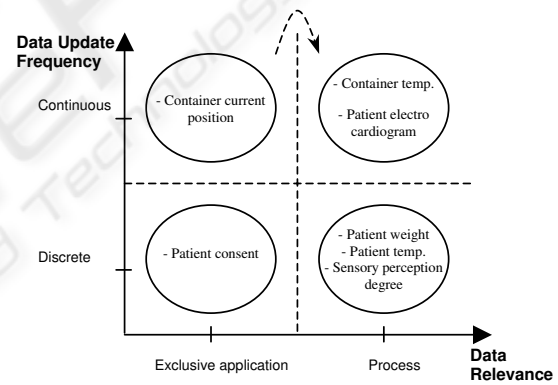 Data Update
Frequency
Continuous
- Container current
position
- Container temp.
- Patient electro
cardiogram
Discrete
- Patient consent
- Patient weight
- Patient temp.
- Sensory perception
degree
Exclusive application
Process
Data
Relevance